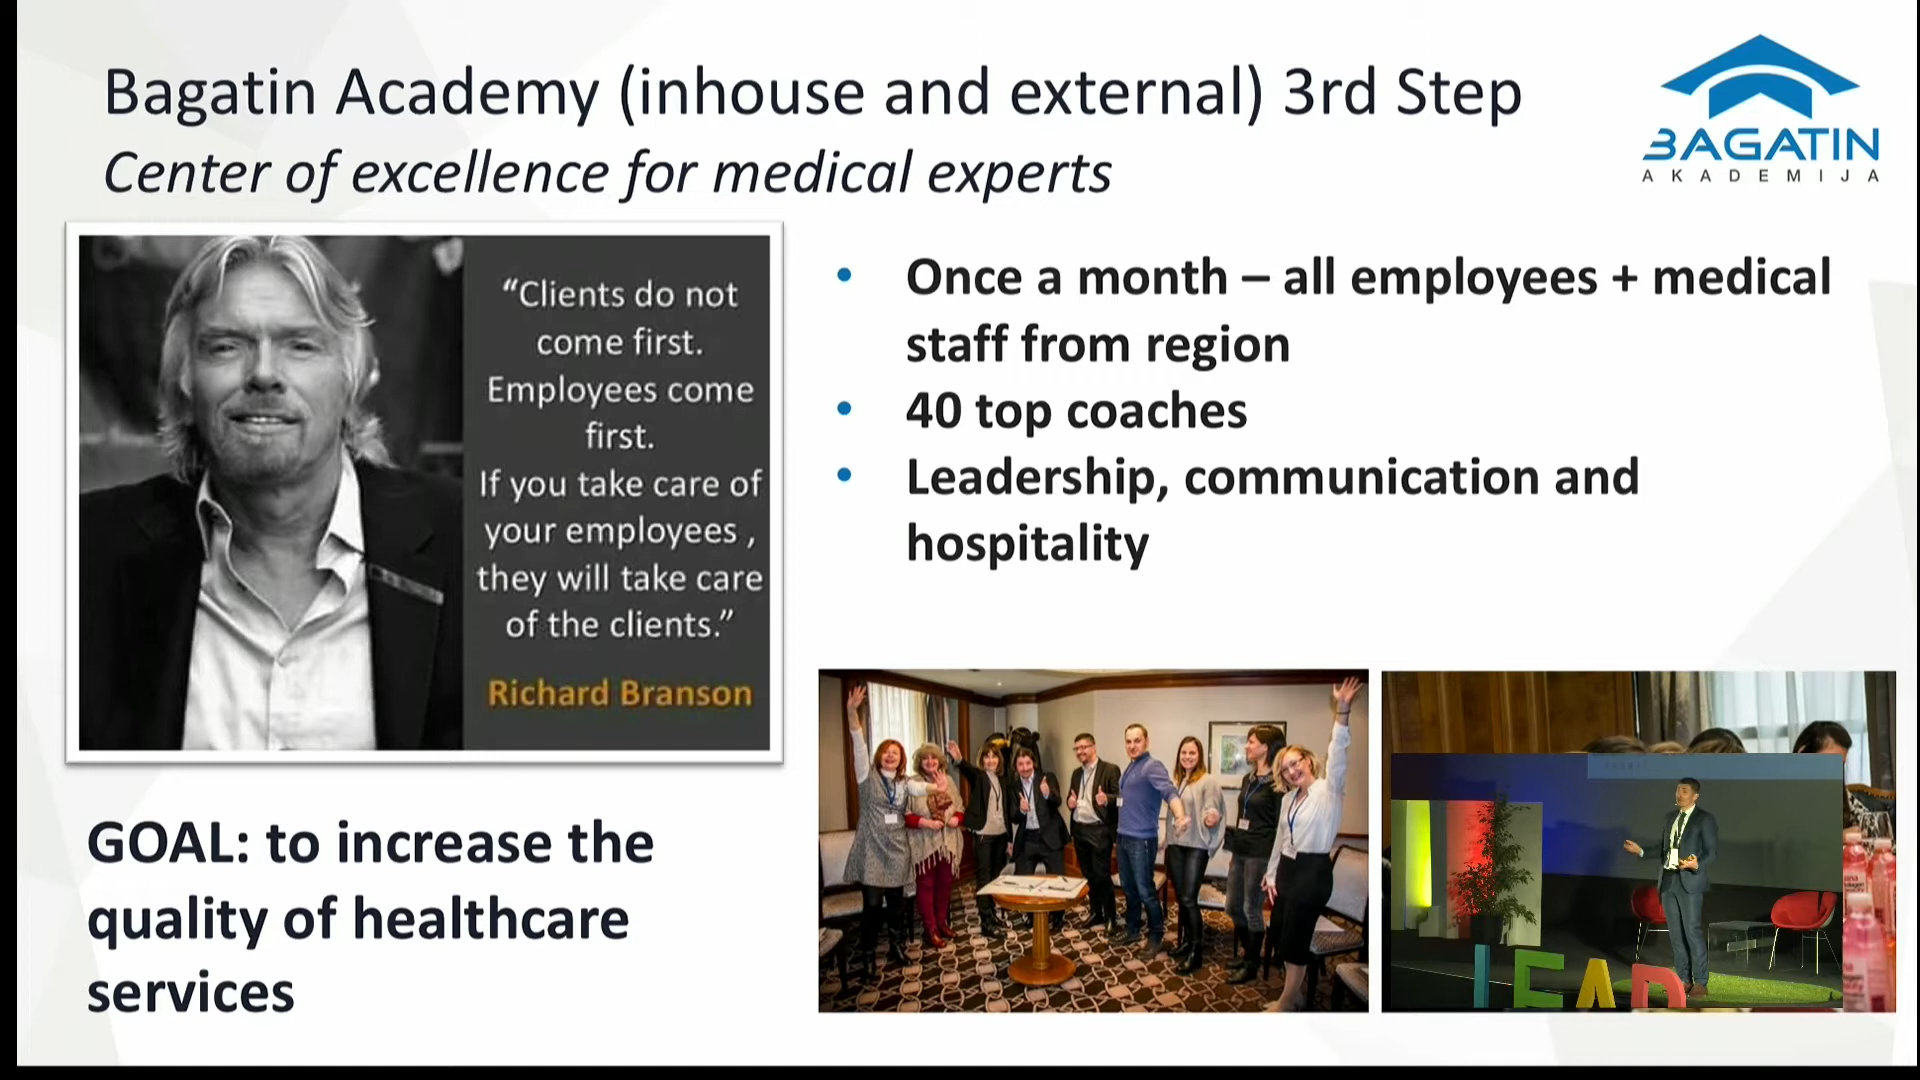 Bagatin Academy (inhouse and external) 3rd Step
Center of excellence for medical experts
BAGATIN
AKADEMIJA
“Clients do not
come first.
Employees come
first.
If you take care of
your employees ,
they will take care
of the clients.”
Richard Branson
• Once a month – all employees + medical
staff from region
• 40 top coaches
• Leadership, communication and
hospitality
GOAL: to increase the
quality of healthcare
services
LEAD